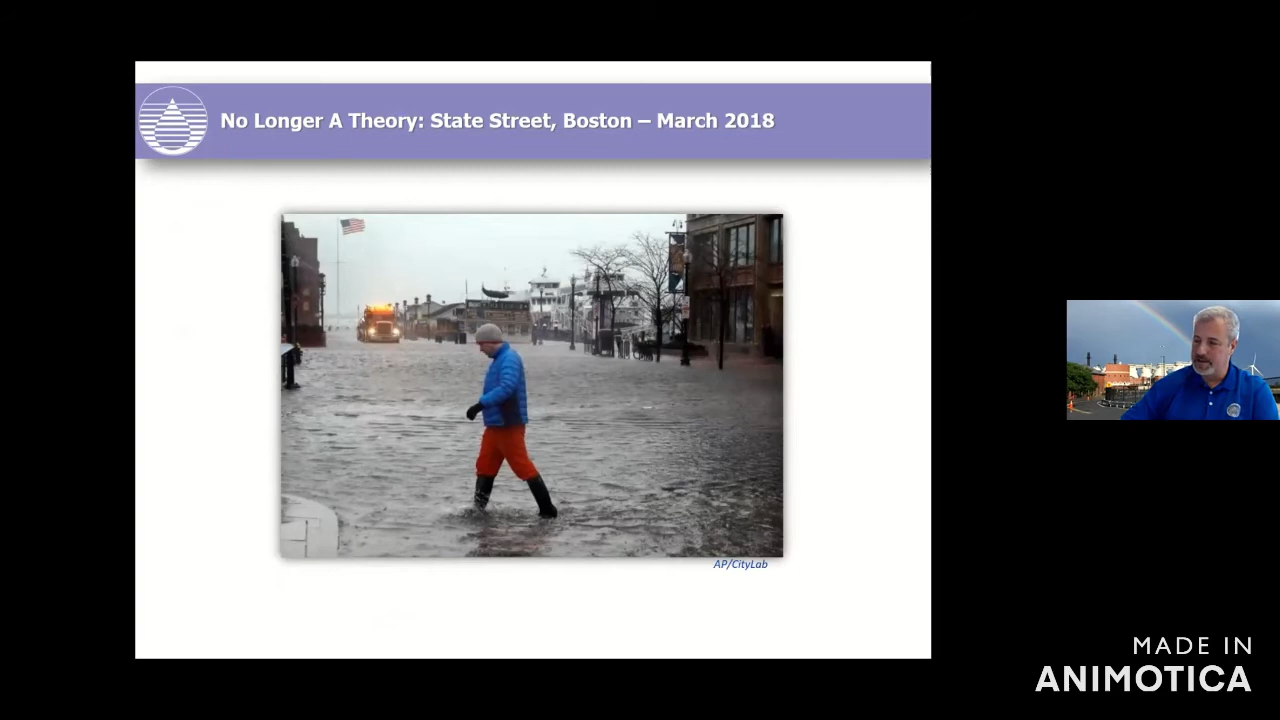 No Longer A Theory: State Street, Boston – March 2018
AP/CityLab
MADE IN
ANIMOTICA